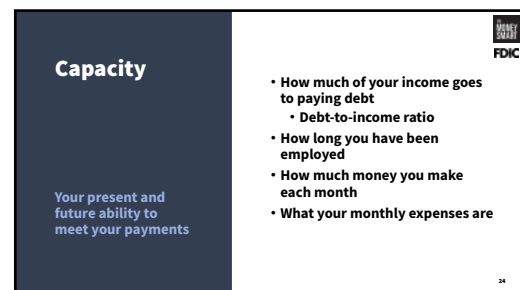 MONEY
SMART
FDIC
Capacity
Your present and
future ability to
meet your payments
• How much of your income goes
to paying debt
• Debt-to-income ratio
• How long you have been
employed
• How much money you make
each month
• What your monthly expenses are
24